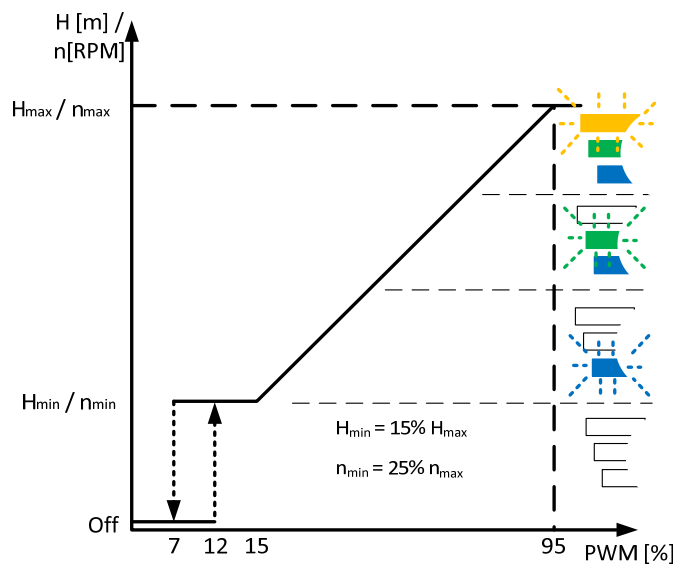 H [m] /
n[RPM]
Hmax / nmax
Hmin / nmin
Hmin = 15% Hmax
nmin = 25% nmax
Off
7 12 15 95 PWM [%]